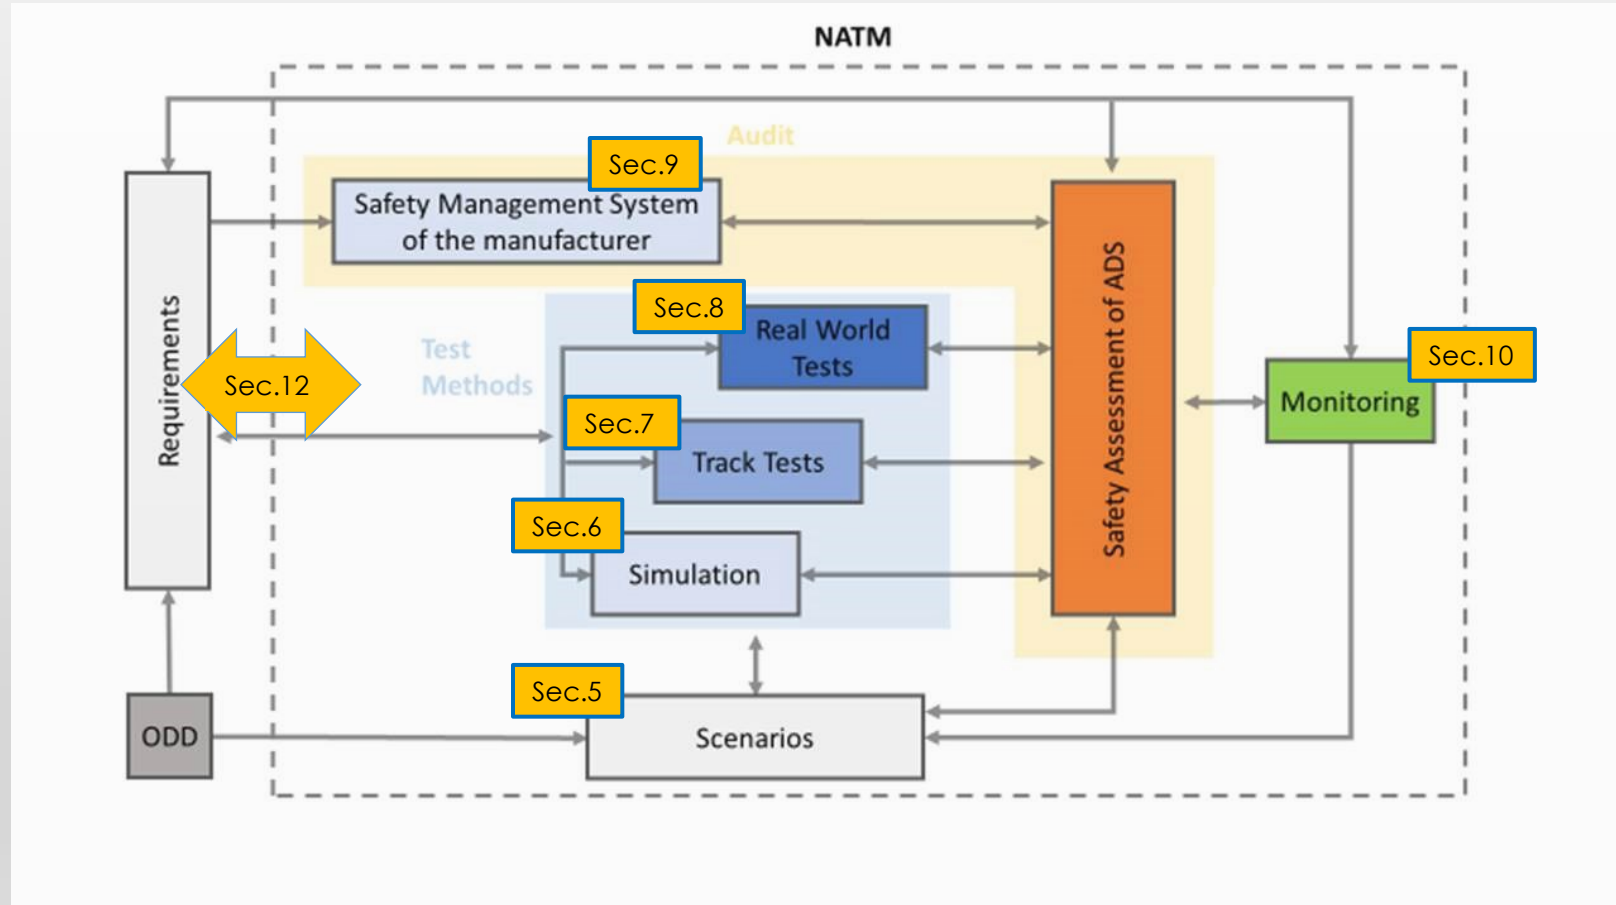 NATM
Audit
Sec.9
Safety Management System
of the manufacturer
Sec.8
Real World
Tests
Test
Methods
Sec.12
Requirements
Sec.7
Track Tests
Sec.6
Simulation
Safety Assessment of ADS
Sec.10
Monitoring
Sec.5
Scenarios
ODD